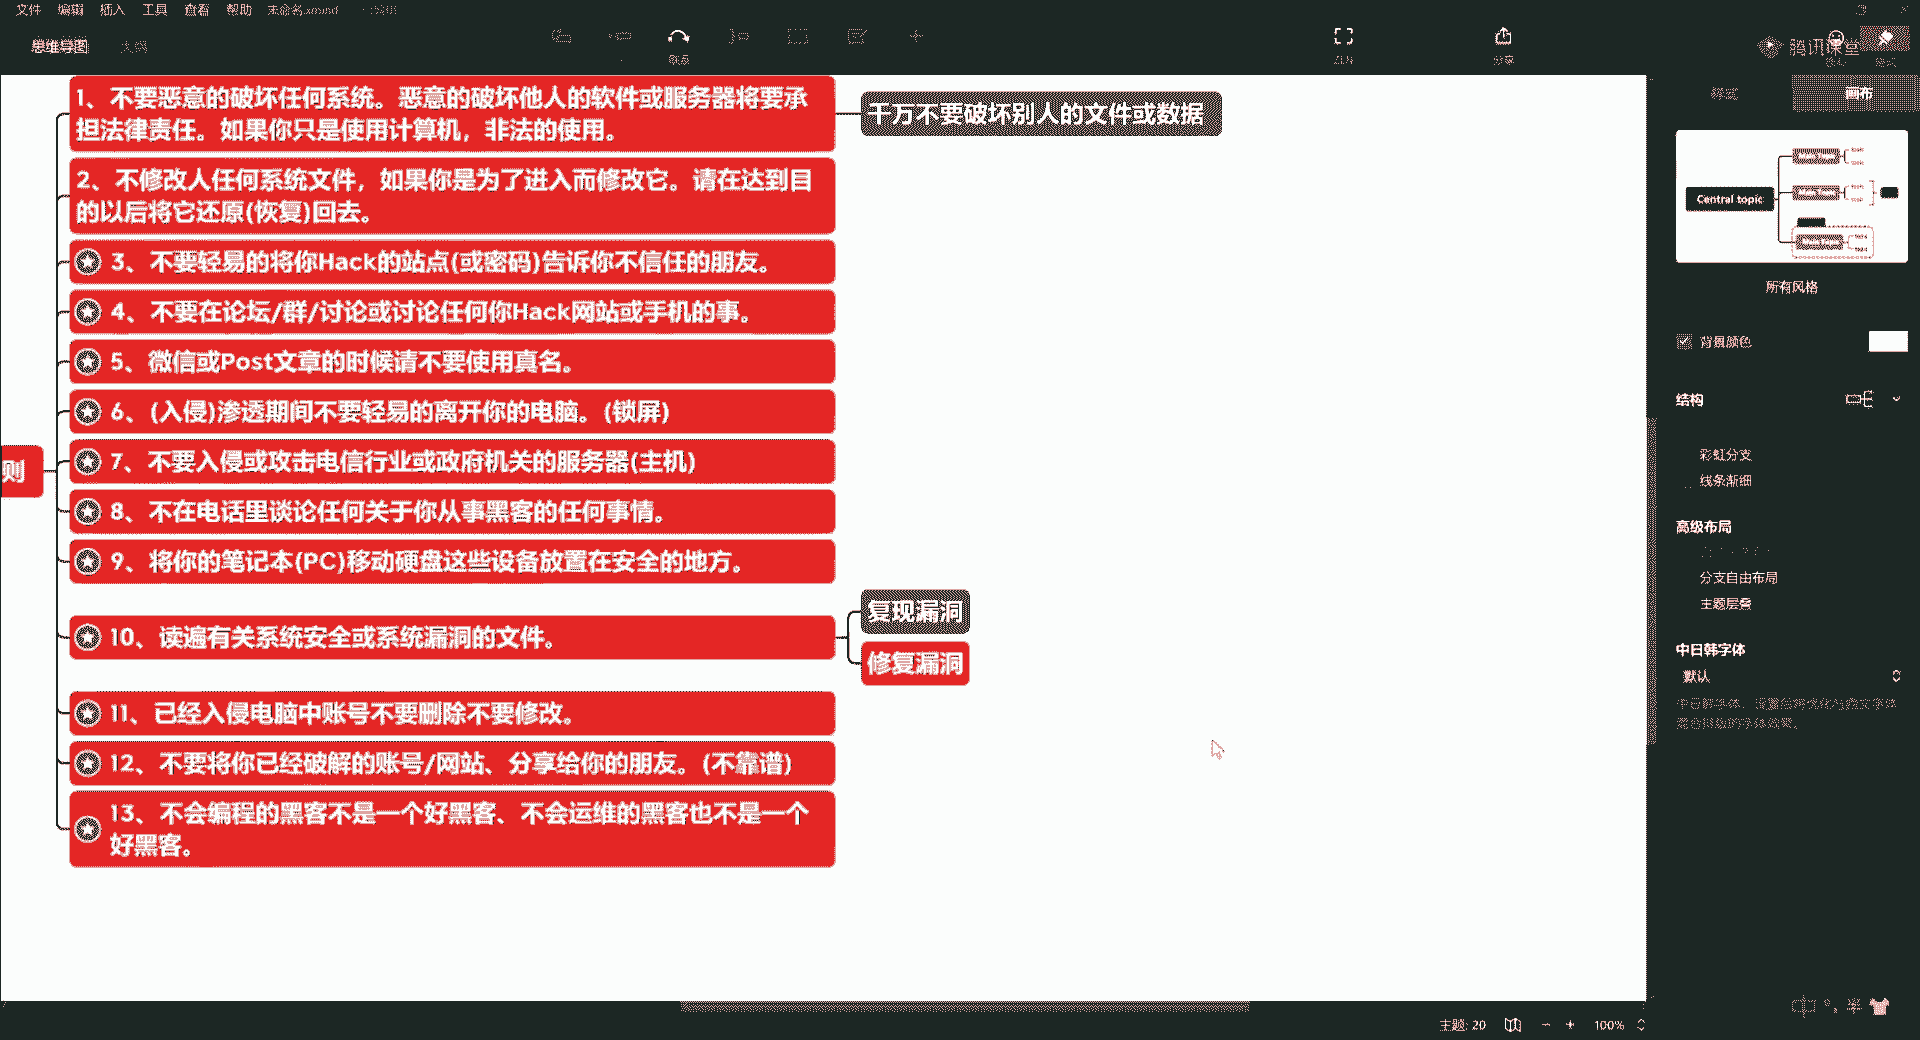 文件 编辑 插入 工具 查看 帮助 未命名.xmind
思维导图 大纲
联系
ZEN
分享
腾讯课堂
1、不要恶意的破坏任何系统。恶意的破坏他人的软件或服务器将要承
担法律责任。如果你只是使用计算机，非法的使用。
千万不要破坏别人的文件或数据
2、不修改人任何系统文件，如果你是为了进入而修改它。请在达到目
的以后将它还原(恢复)回去。
3、不要轻易的将你Hack的站点(或密码)告诉你不信任的朋友。
4、不要在论坛/群/讨论或讨论任何你Hack网站或手机的事。
5、微信或Post文章的时候请不要使用真名。
6、(入侵)渗透期间不要轻易的离开你的电脑。(锁屏)
则
7、不要入侵或攻击电信行业或政府机关的服务器(主机)
8、不在电话里谈论任何关于你从事黑客的任何事情。
9、将你的笔记本(PC)移动硬盘这些设备放置在安全的地方。
10、读遍有关系统安全或系统漏洞的文件。
复现漏洞
修复漏洞
11、已经入侵电脑中账号不要删除不要修改。
12、不要将你已经破解的账号/网站、分享给你的朋友。(不靠谱)
13、不会编程的黑客不是一个好黑客、不会运维的黑客也不是一个
好黑客。
样式 画布
Central topic
所有风格
背景颜色
结构
彩虹分支
线条渐细
高级布局
分支自由布局
主题层叠
中日韩字体
默认
主题: 20
100%